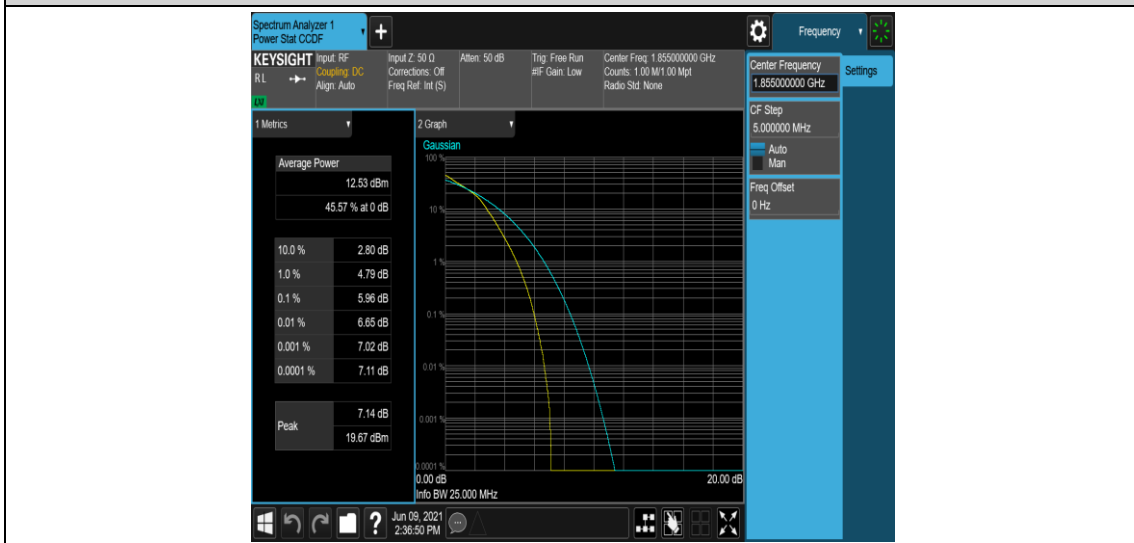 Spectrum Analyzer 1
Power Stat CCDF
+
Frequency
KEYSIGHT
RL
LXI
Input: RF
Coupling: DC
Align: Auto
Input Z: 50 Ω
Corrections: Off
Freq Ref: Int (S)
Atten: 50 dB
Trig: Free Run
#IF Gain: Low
Center Freq: 1.855000000 GHz
Counts: 1.00 M/1.00 Mpt
Radio Std: None
Center Frequency
1.855000000 GHz
Settings
CF Step
5.000000 MHz
Auto
Man
Freq Offset
0 Hz
1 Metrics
Average Power
12.53 dBm
45.57 % at 0 dB
10.0 % 2.80 dB
1.0 % 4.79 dB
0.1 % 5.96 dB
0.01 % 6.65 dB
0.001 % 7.02 dB
0.0001 % 7.11 dB
Peak
7.14 dB
19.67 dBm
2 Graph
Gaussian
100 %
10 %
1 %
0.1 %
0.01 %
0.001 %
0.0001 %
0.00 dB 20.00 dB
Info BW 25.000 MHz
?
Jun 09, 2021
2:36:50 PM